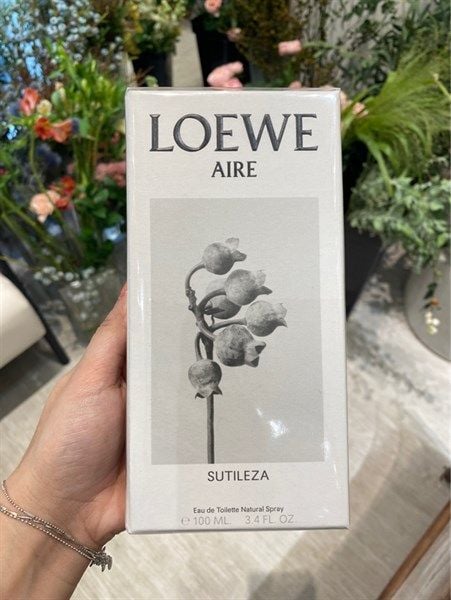 LOEWE
AIRE
SUTILEZA
Eau de Toilette Natural Spray
℮ 100 ML. 3.4 FL. OZ